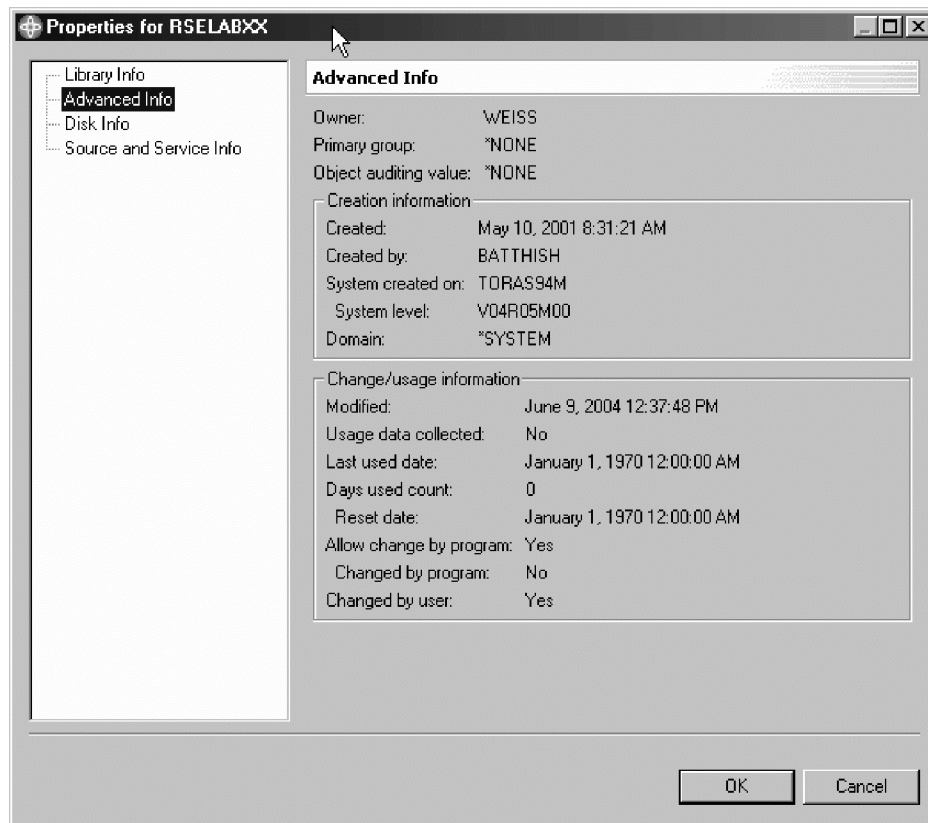 Properties for RSELABXX
Library Info
Advanced Info
Disk Info
Source and Service Info
Advanced Info
Owner: WEISS
Primary group: *NONE
Object auditing value: *NONE
Creation information
Created: May 10, 2001 8:31:21 AM
Created by: BATTHISH
System created on: TORAS94M
System level: V04R05M00
Domain: *SYSTEM
Change/usage information
Modified: June 9, 2004 12:37:48 PM
Usage data collected: No
Last used date: January 1, 1970 12:00:00 AM
Days used count: 0
Reset date: January 1, 1970 12:00:00 AM
Allow change by program: Yes
Changed by program: No
Changed by user: Yes
OK
Cancel